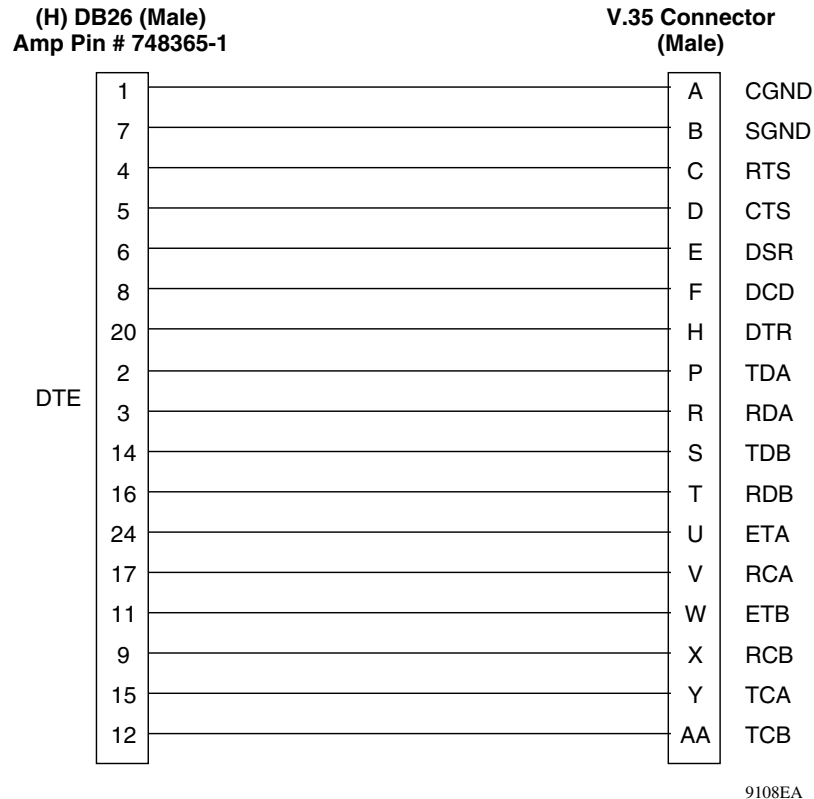 (H) DB26 (Male) V.35 Connector
Amp Pin # 748365-1 (Male)
1 A CGND
7 B SGND
4 C RTS
5 D CTS
6 E DSR
8 F DCD
20 H DTR
2 P TDA
DTE
3 R RDA
14 S TDB
16 T RDB
24 U ETA
17 V RCA
11 W ETB
9 X RCB
15 Y TCA
12 AA TCB
9108EA